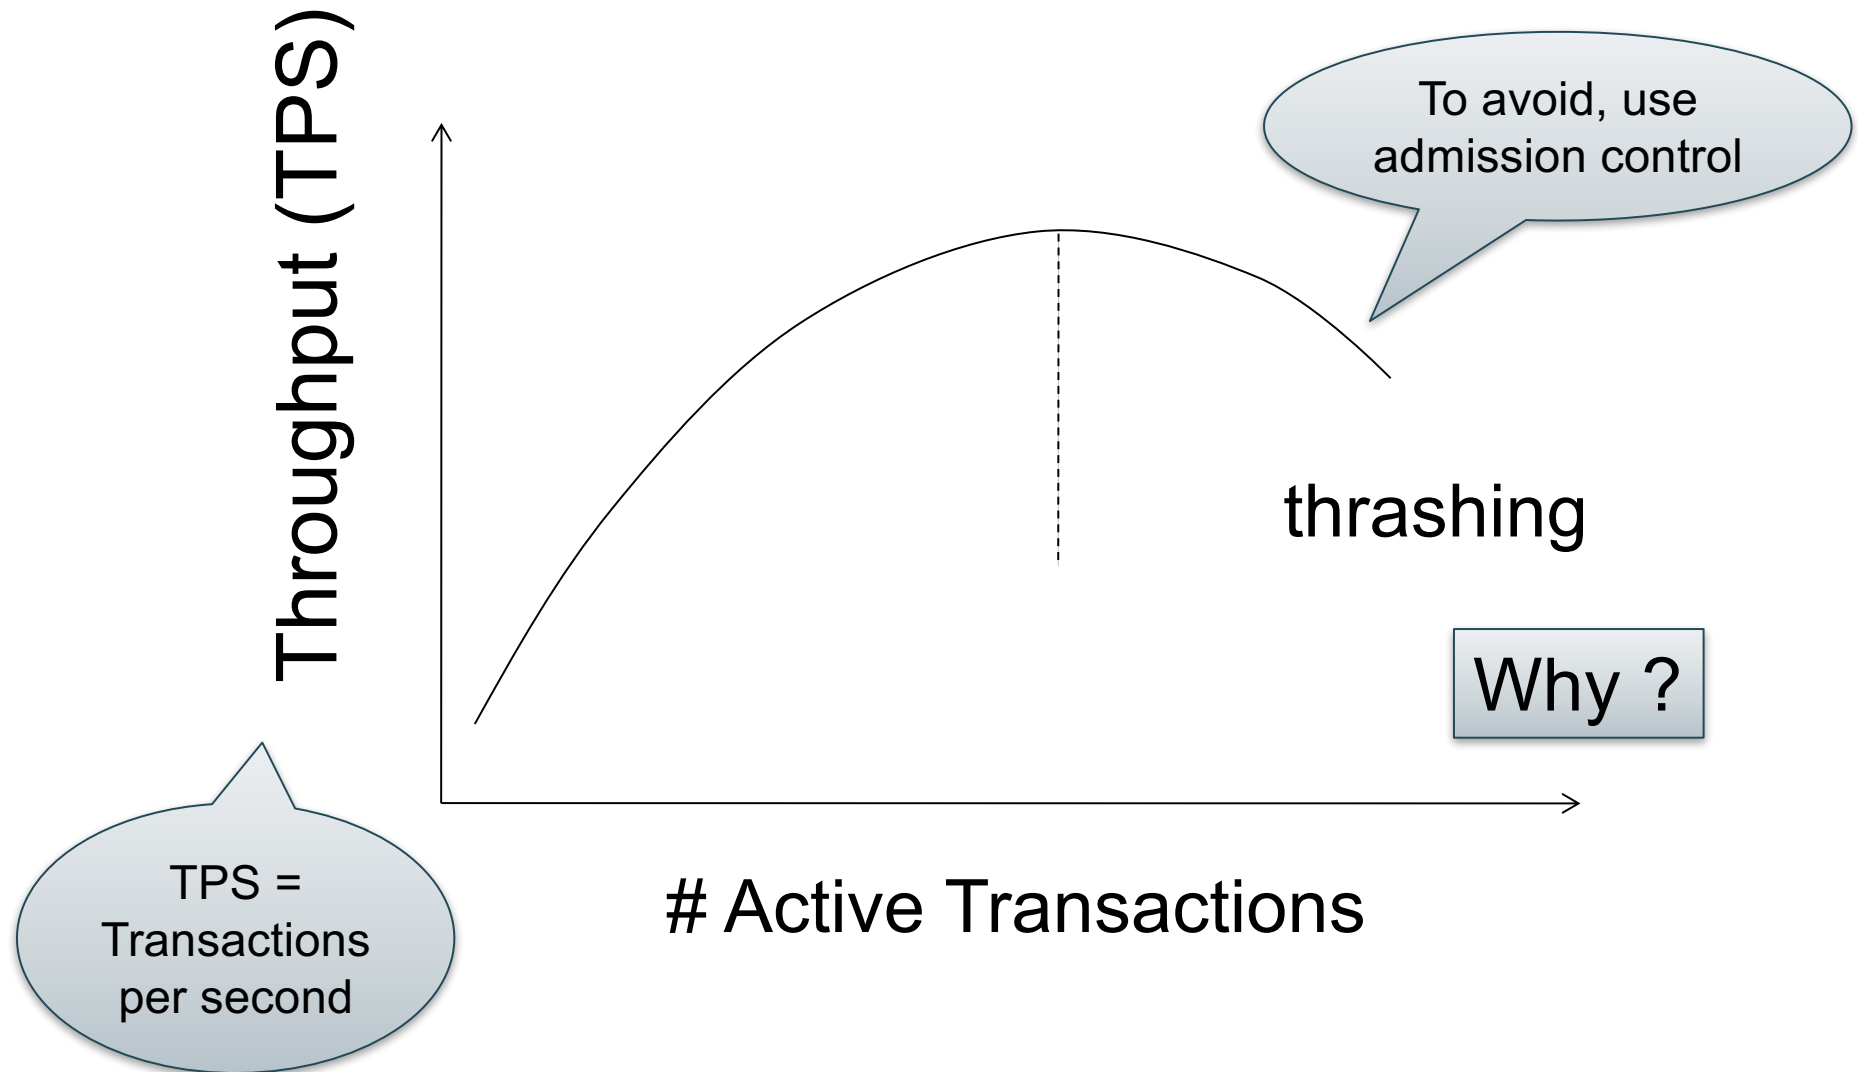 Throughput (TPS)
To avoid, use
admission control
thrashing
Why ?
TPS =
Transactions
per second
# Active Transactions